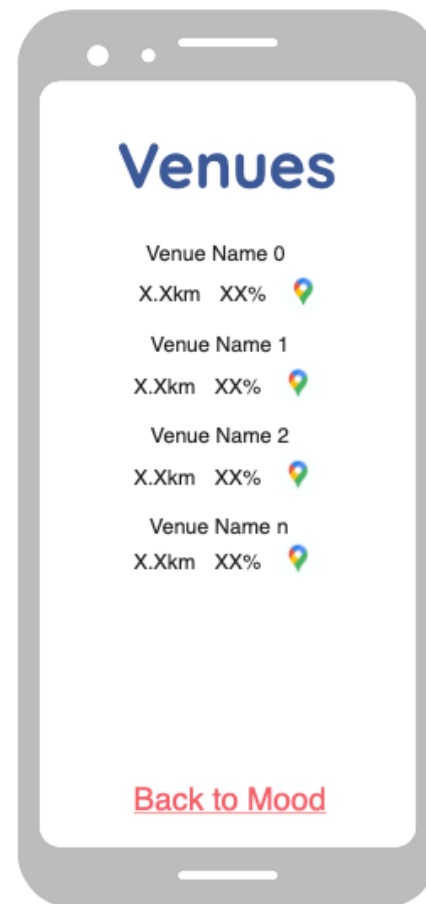 Venues
Venue Name 0
X.Xkm XX%
Venue Name 1
X.Xkm XX%
Venue Name 2
X.Xkm XX%
Venue Name n
X.Xkm XX%
Back to Mood